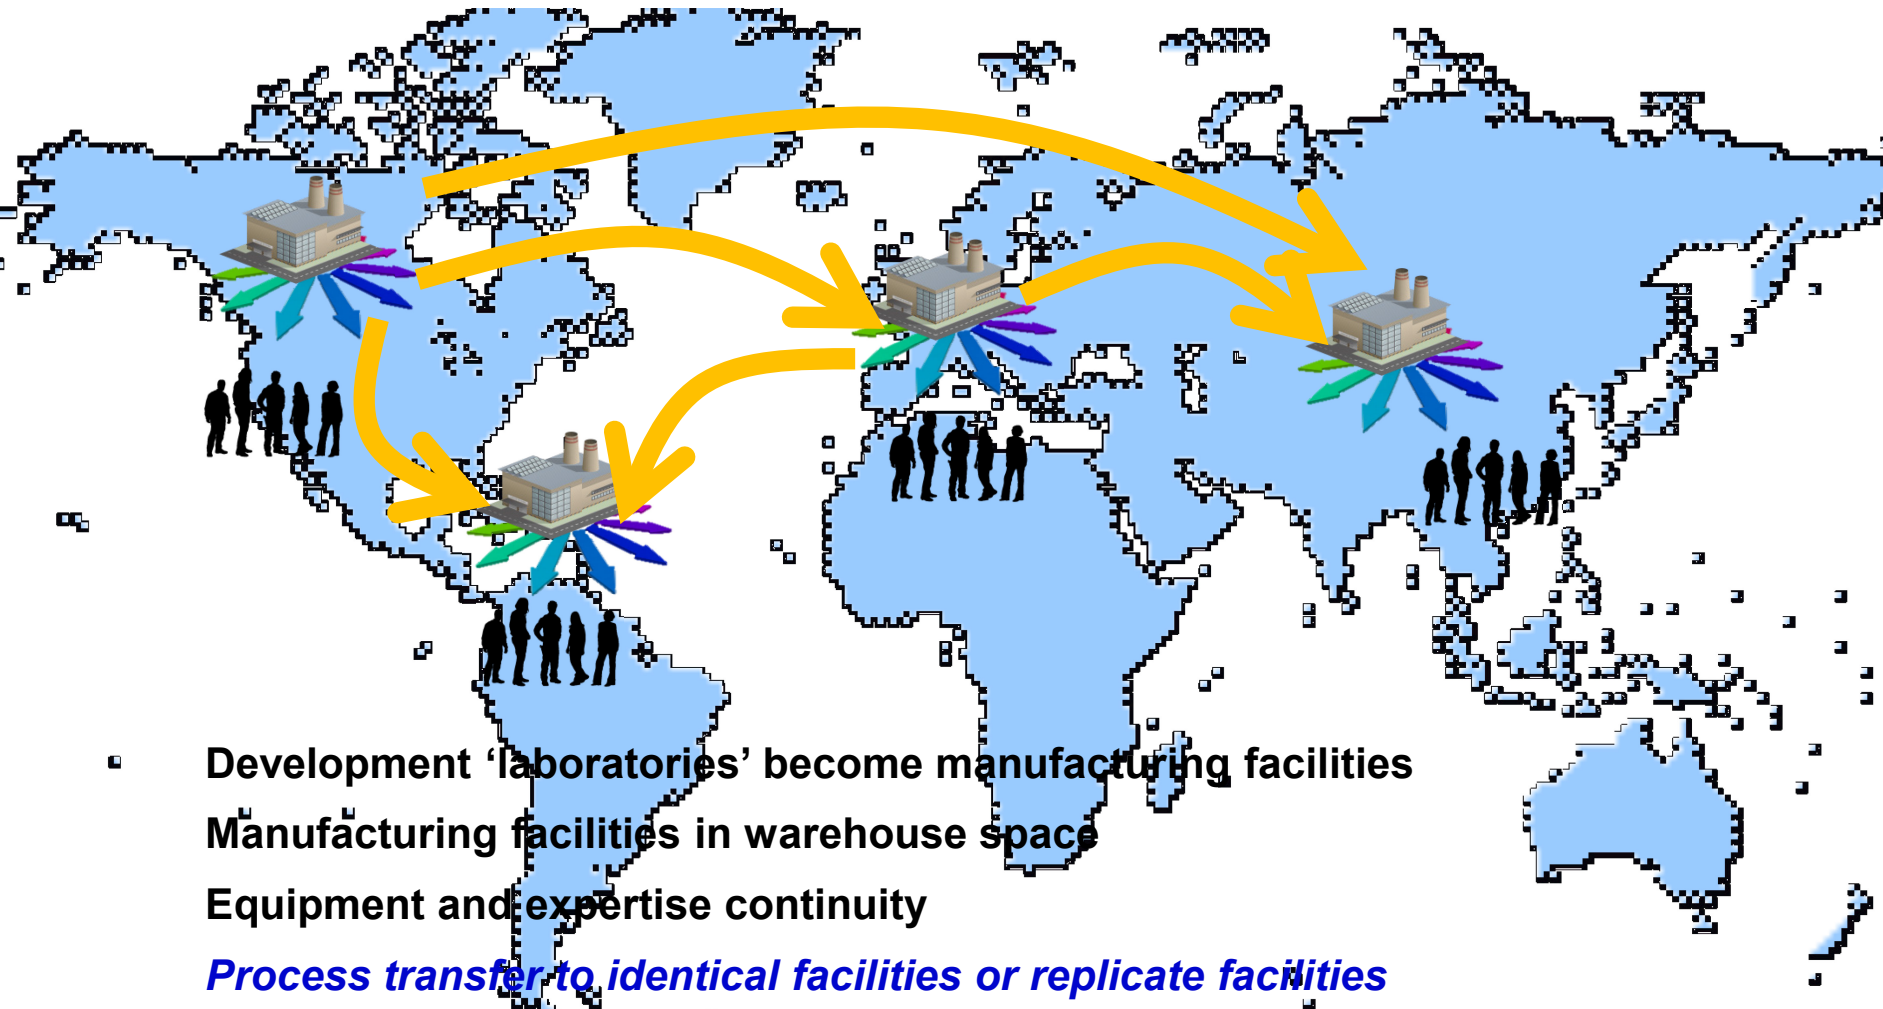 Development ‘laboratories’ become manufacturing facilities
Manufacturing facilities in warehouse space
Equipment and expertise continuity
Process transfer to identical facilities or replicate facilities